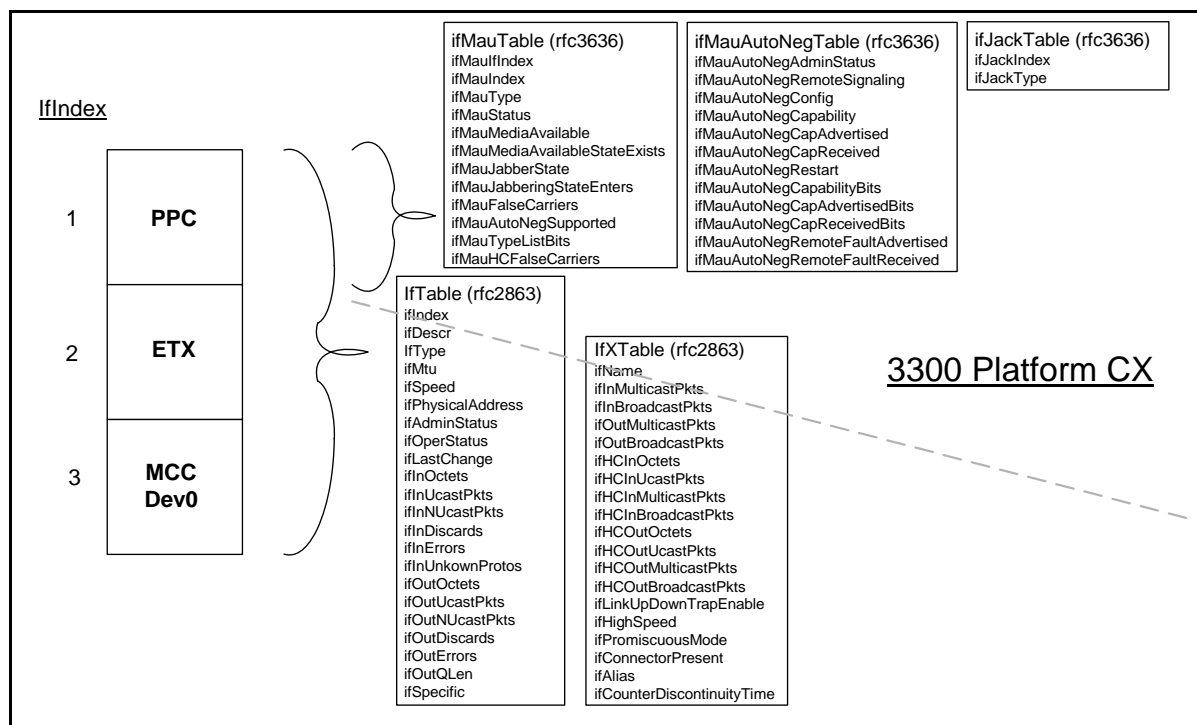 IfIndex
1
PPC
2
ETX
3
MCC
Dev0
ifMauTable (rfc3636)
ifMauIfIndex
ifMauIndex
ifMauType
ifMauStatus
ifMauMediaAvailable
ifMauMediaAvailableStateExists
ifMauJabberState
ifMauJabberingStateEnters
ifMauFalseCarriers
ifMauAutoNegSupported
ifMauTypeListBits
ifMauHCFalseCarriers
ifMauAutoNegTable (rfc3636)
ifMauAutoNegAdminStatus
ifMauAutoNegRemoteSignaling
ifMauAutoNegConfig
ifMauAutoNegCapability
ifMauAutoNegCapAdvertised
ifMauAutoNegCapReceived
ifMauAutoNegRestart
ifMauAutoNegCapabilityBits
ifMauAutoNegCapAdvertisedBits
ifMauAutoNegCapReceivedBits
ifMauAutoNegRemoteFaultAdvertised
ifMauAutoNegRemoteFaultReceived
ifJackTable (rfc3636)
ifJackIndex
ifJackType
IfTable (rfc2863)
ifIndex
ifDescr
IfType
ifMtu
ifSpeed
ifPhysicalAddress
ifAdminStatus
ifOperStatus
ifLastChange
ifInOctets
ifInUcastPkts
ifInNUcastPkts
ifInDiscards
ifInErrors
ifInUnkownProtos
ifOutOctets
ifOutUcastPkts
ifOutNUcastPkts
ifOutDiscards
ifOutErrors
ifOutQLen
ifSpecific
IfXTable (rfc2863)
ifName
ifInMulticastPkts
ifInBroadcastPkts
ifOutMulticastPkts
ifOutBroadcastPkts
ifHCInOctets
ifHCInUcastPkts
ifHCInMulticastPkts
ifHCInBroadcastPkts
ifHCOutOctets
ifHCOutUcastPkts
ifHCOutMulticastPkts
ifHCOutBroadcastPkts
ifLinkUpDownTrapEnable
ifHighSpeed
ifPromiscuousMode
ifConnectorPresent
ifAlias
ifCounterDiscontinuityTime
3300 Platform CX